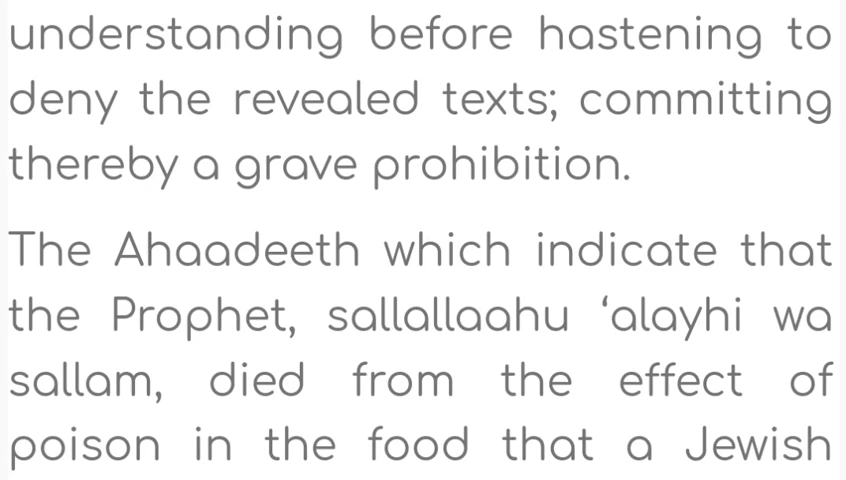 understanding before hastening to
deny the revealed texts; committing
thereby a grave prohibition.
The Ahaadeeth which indicate that
the Prophet, sallallaahu ‘alayhi wa
sallam, died from the effect of
poison in the food that a Jewish